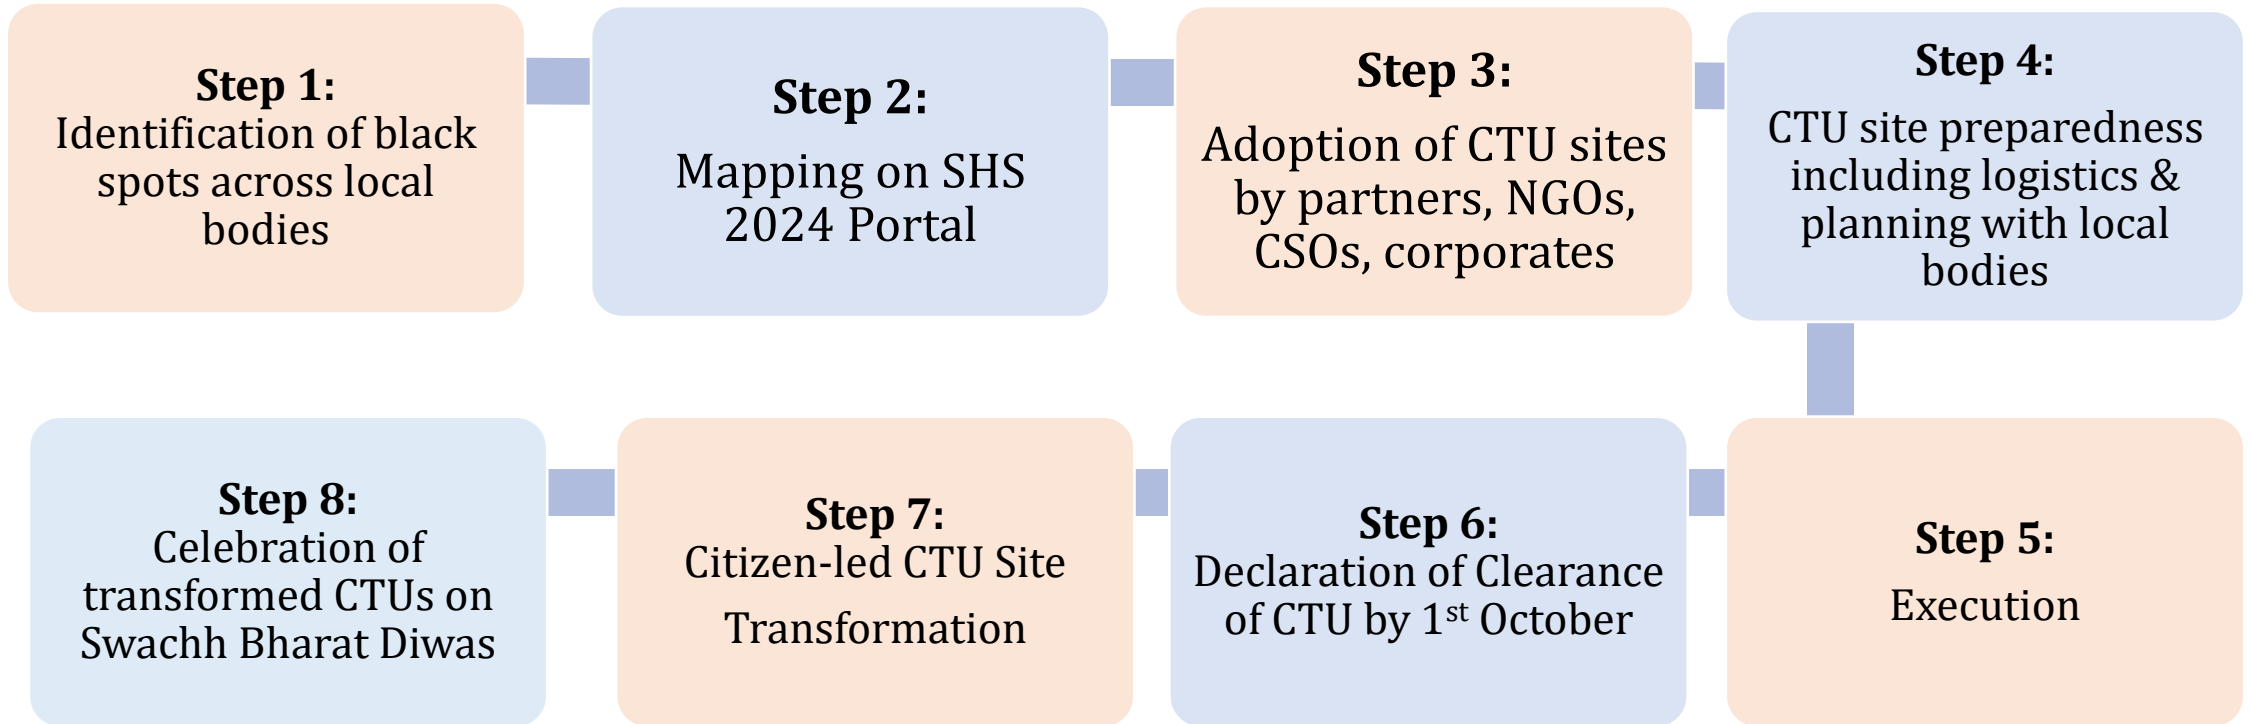 Step 1:
Identification of black
spots across local
bodies
Step 2:
Mapping on SHS
2024 Portal
Step 3:
Adoption of CTU sites
by partners, NGOs,
CSOs, corporates
Step 4:
CTU site preparedness
including logistics &
planning with local
bodies
Step 5:
Execution
Step 6:
Declaration of Clearance
of CTU by 1st October
Step 7:
Citizen-led CTU Site
Transformation
Step 8:
Celebration of
transformed CTUs on
Swachh Bharat Diwas